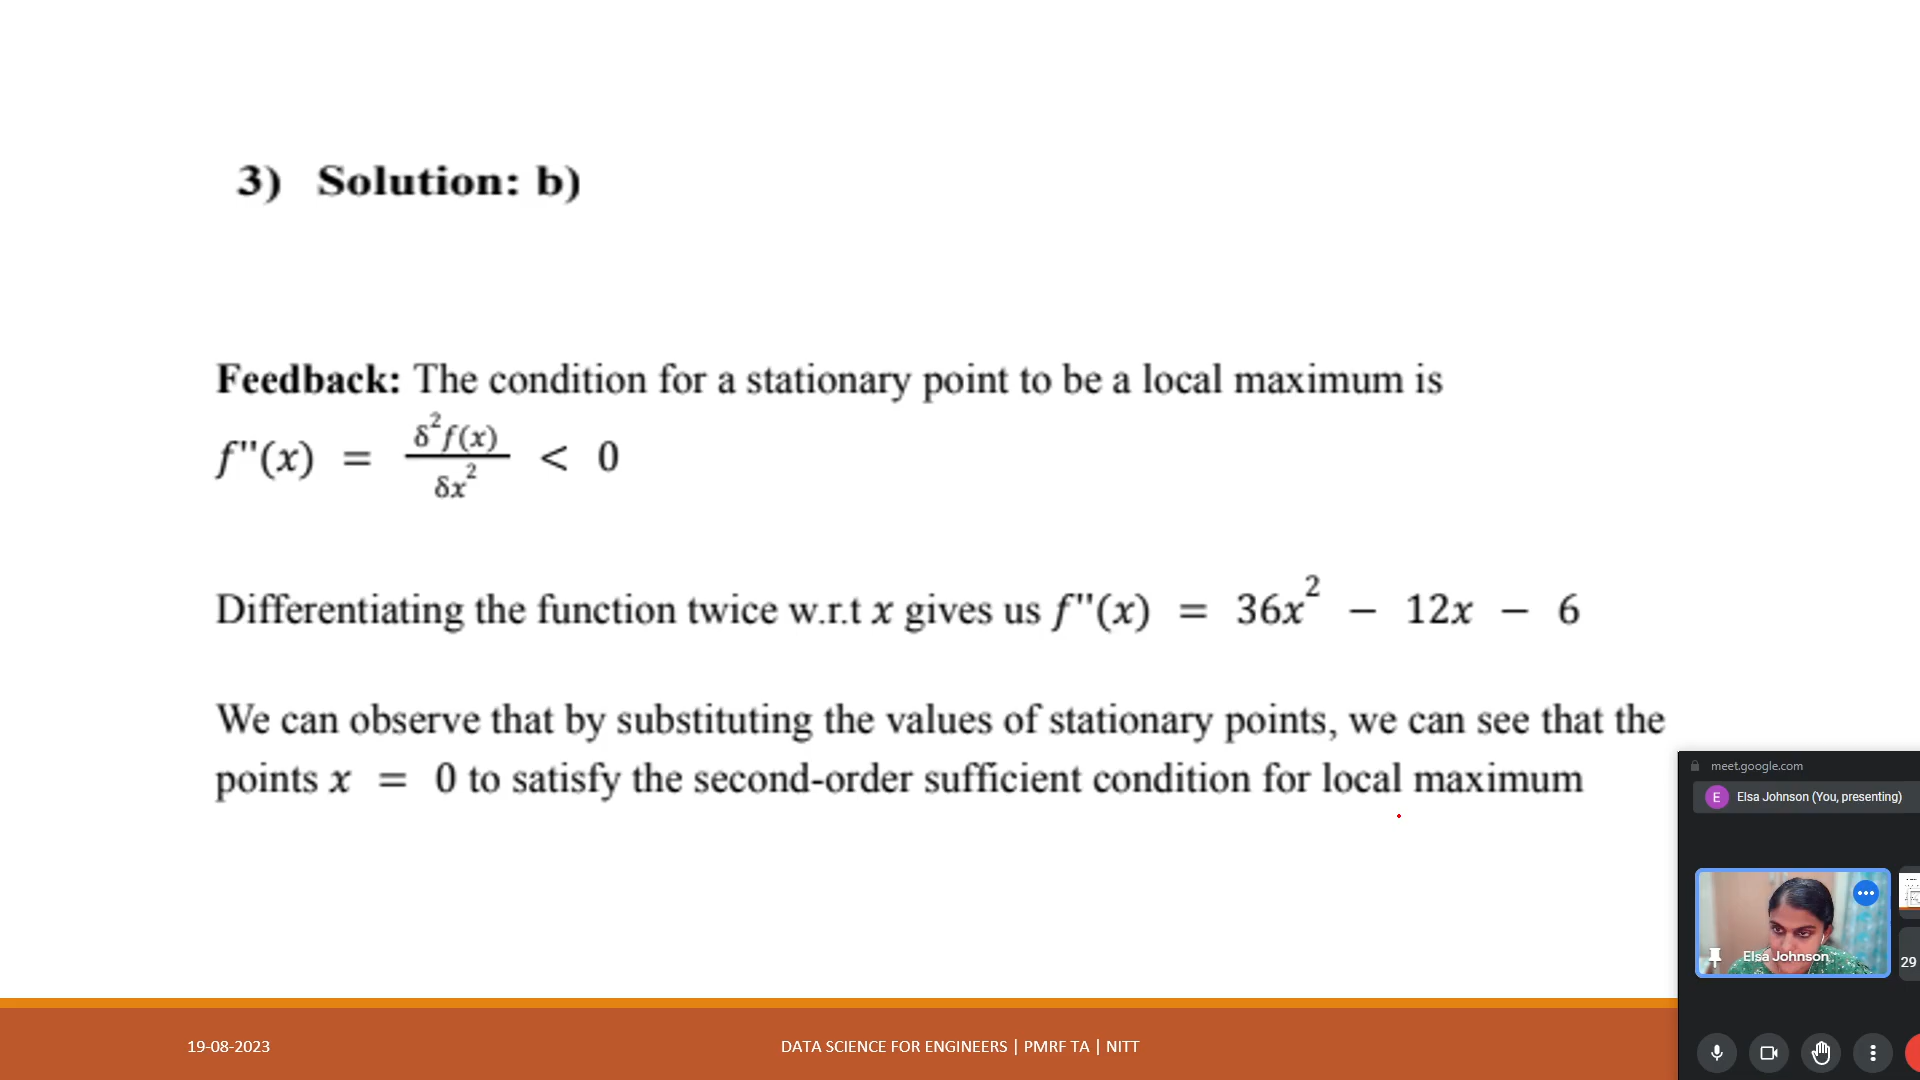 3) Solution: b)
Feedback: The condition for a stationary point to be a local maximum is
f''(x) = δ²f(x)/δx² < 0
Differentiating the function twice w.r.t x gives us f''(x) = 36x² − 12x − 6
We can observe that by substituting the values of stationary points, we can see that the
points x = 0 to satisfy the second-order sufficient condition for local maximum
meet.google.com
E Elsa Johnson (You, presenting)
Elsa Johnson
29
19-08-2023
DATA SCIENCE FOR ENGINEERS | PMRF TA | NITT